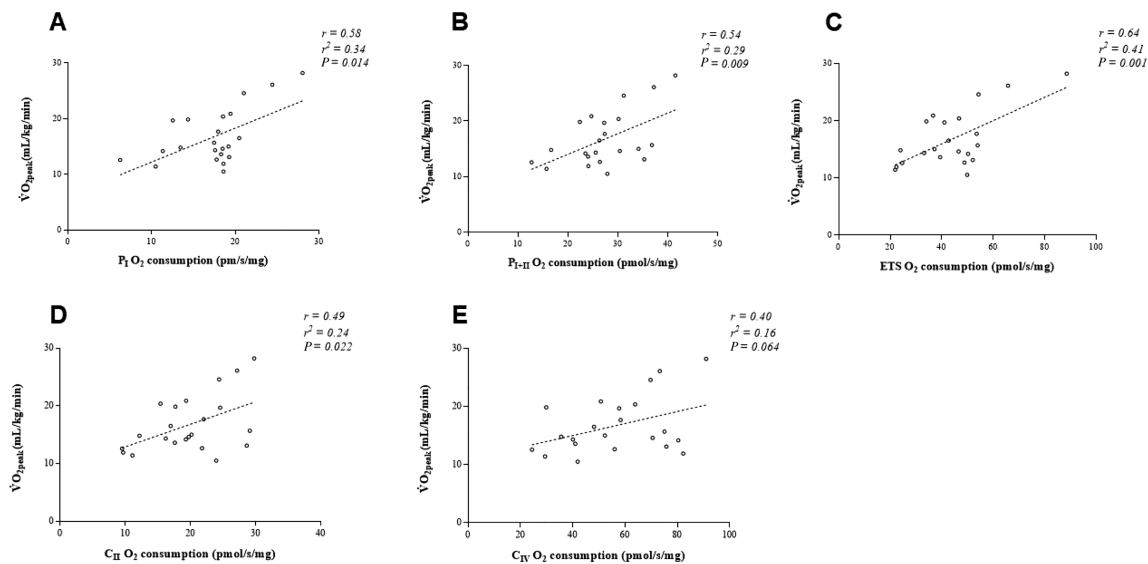 A
r = 0.58
r² = 0.34
P = 0.014
30
20
10
0
0 10 20 30
V̇O₂peak(mL/kg/min)
P_I O₂ consumption (pm/s/mg)
B
r = 0.54
r² = 0.29
P = 0.009
30
20
10
0
0 10 20 30 40 50
V̇O₂peak(mL/kg/min)
P_I+II O₂ consumption (pmol/s/mg)
C
r = 0.64
r² = 0.41
P = 0.001
30
20
10
0
0 20 40 60 80 100
V̇O₂peak(mL/kg/min)
ETS O₂ consumption (pmol/s/mg)
D
r = 0.49
r² = 0.24
P = 0.022
30
20
10
0
0 10 20 30 40
V̇O₂peak(mL/kg/min)
C_II O₂ consumption (pmol/s/mg)
E
r = 0.40
r² = 0.16
P = 0.064
30
20
10
0
0 20 40 60 80 100
V̇O₂peak(mL/kg/min)
C_IV O₂ consumption (pmol/s/mg)